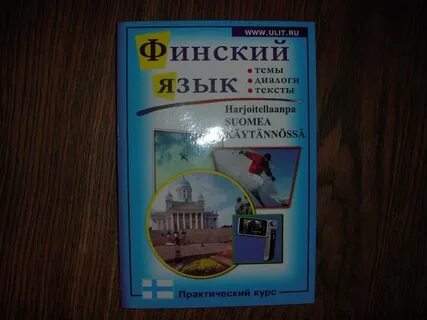 WWW.ULIT.RU
Финский
язык
• темы
• диалоги
• тексты
Harjoitellaanpa
SUOMEA
KÄYTÄNNÖSSÄ
Практический курс